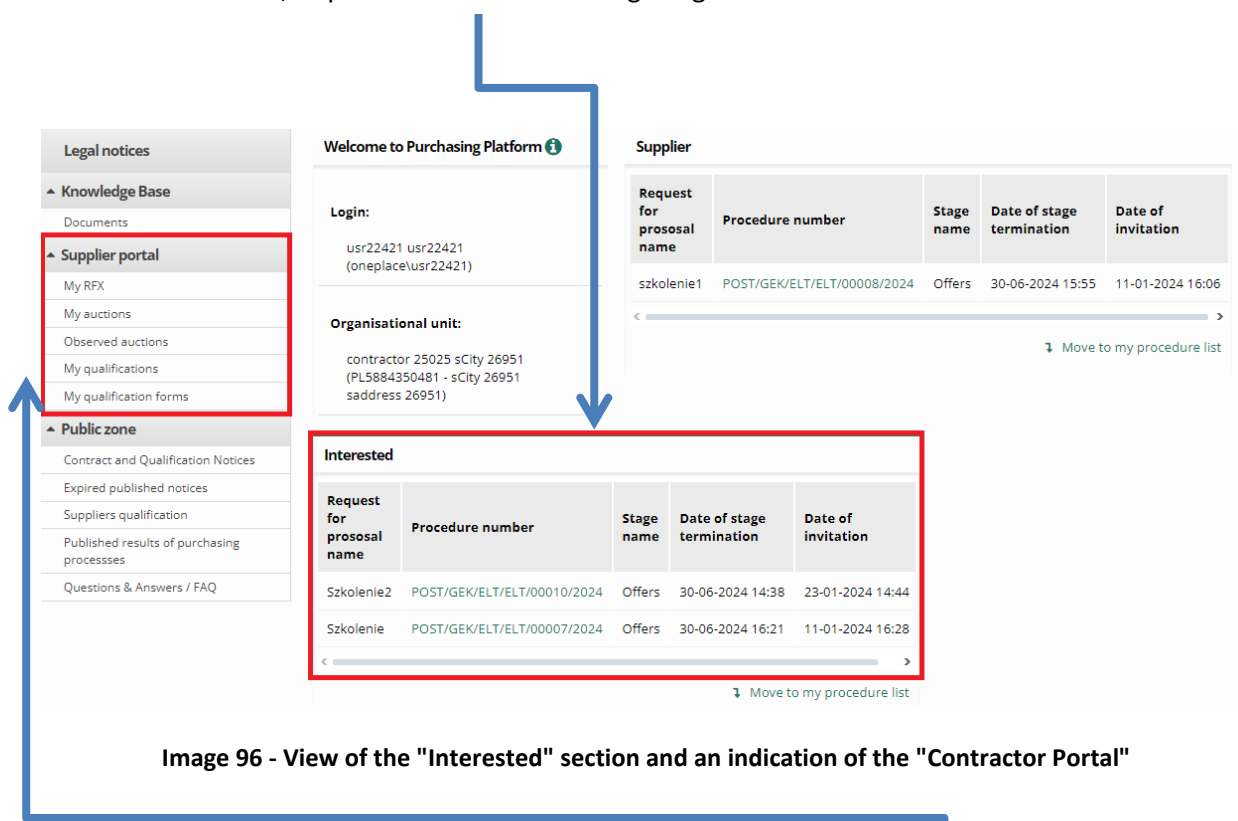 Legal notices
Knowledge Base
Documents
Supplier portal
My RFX
My auctions
Observed auctions
My qualifications
My qualification forms
Public zone
Contract and Qualification Notices
Expired published notices
Suppliers qualification
Published results of purchasing
processses
Questions & Answers / FAQ
Welcome to Purchasing Platform
Login:
usr22421 usr22421
(oneplace\usr22421)
Organisational unit:
contractor 25025 sCity 26951
(PL5884350481 - sCity 26951
saddress 26951)
Supplier
Request
for
prososal
name
Procedure number
Stage
name
Date of stage
termination
Date of
invitation
szkolenie1 POST/GEK/ELT/ELT/00008/2024 Offers 30-06-2024 15:55 11-01-2024 16:06
Move to my procedure list
Interested
Request
for
prososal
name
Procedure number
Stage
name
Date of stage
termination
Date of
invitation
Szkolenie2 POST/GEK/ELT/ELT/00010/2024 Offers 30-06-2024 14:38 23-01-2024 14:44
Szkolenie POST/GEK/ELT/ELT/00007/2024 Offers 30-06-2024 16:21 11-01-2024 16:28
Move to my procedure list
Image 96 - View of the "Interested" section and an indication of the "Contractor Portal"